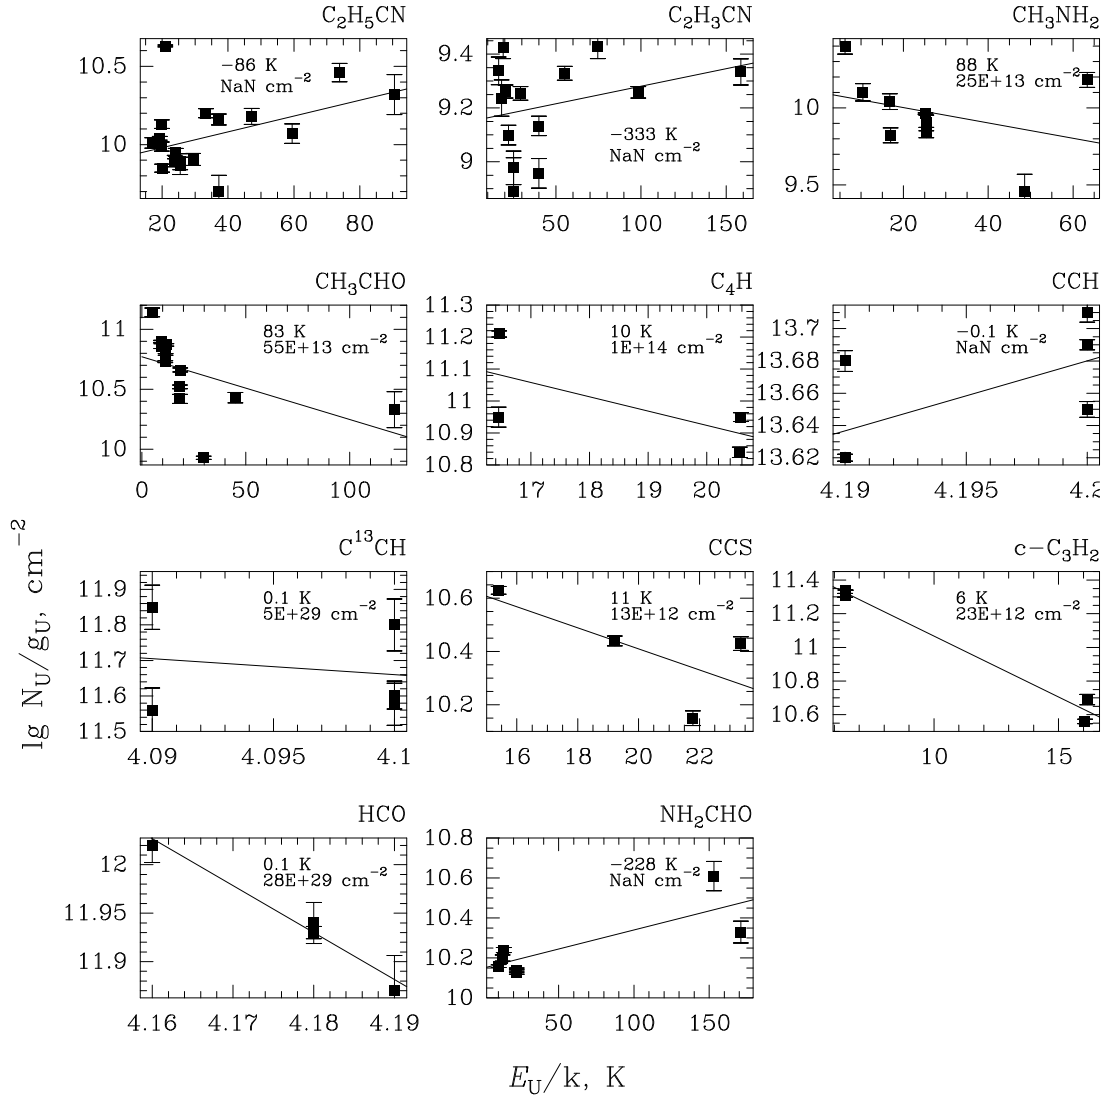 C₂H₅CN
10.5
10
−86 K
NaN cm⁻²
20 40 60 80
C₂H₃CN
9.4
9.2
9
−333 K
NaN cm⁻²
50 100 150
CH₃NH₂
10
9.5
88 K
25E+13 cm⁻²
20 40 60
CH₃CHO
11
10.5
10
83 K
55E+13 cm⁻²
0 50 100
C₄H
11.3
11.2
11.1
11
10.9
10.8
10 K
1E+14 cm⁻²
17 18 19 20
CCH
13.7
13.68
13.66
13.64
13.62
−0.1 K
NaN cm⁻²
4.19 4.195 4.2
C¹³CH
11.9
11.8
11.7
11.6
11.5
0.1 K
5E+29 cm⁻²
4.09 4.095 4.1
CCS
10.6
10.4
10.2
11 K
13E+12 cm⁻²
16 18 20 22
c−C₃H₂
11.4
11.2
11
10.8
10.6
6 K
23E+12 cm⁻²
10 15
HCO
12
11.95
11.9
0.1 K
28E+29 cm⁻²
4.16 4.17 4.18 4.19
NH₂CHO
10.8
10.6
10.4
10.2
10
−228 K
NaN cm⁻²
50 100 150
lg N_U/g_U, cm⁻²
E_U/k, K